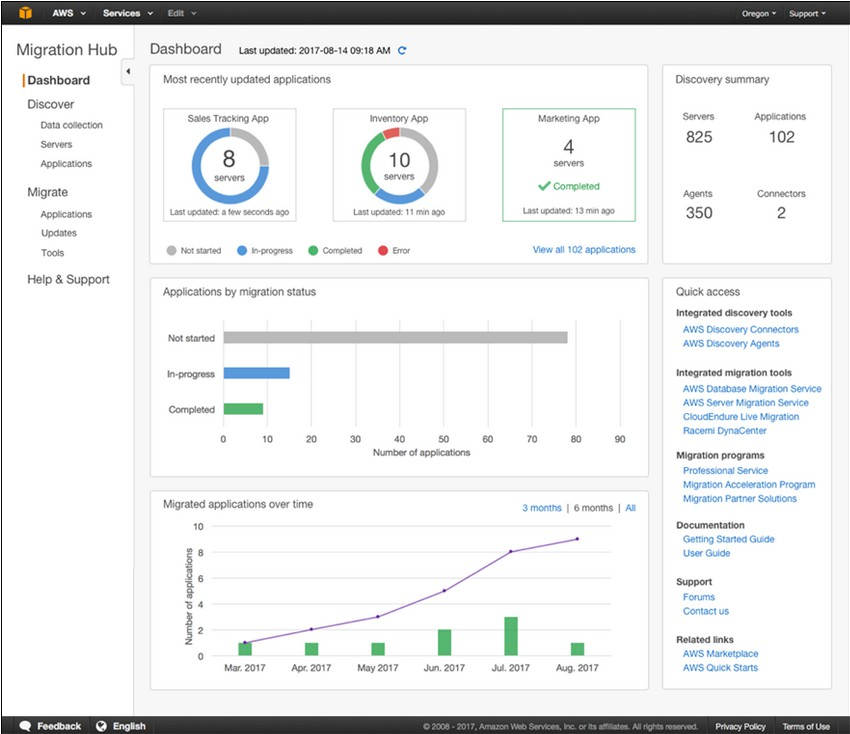 AWS Services Edit Oregon Support
Migration Hub
Dashboard
Discover
Data collection
Servers
Applications
Migrate
Applications
Updates
Tools
Help & Support
Dashboard Last updated: 2017-08-14 09:18 AM
Most recently updated applications
Sales Tracking App
8
servers
Last updated: a few seconds ago
Inventory App
10
servers
Last updated: 11 min ago
Marketing App
4
servers
Completed
Last updated: 13 min ago
Not started In-progress Completed Error
View all 102 applications
Discovery summary
Servers Applications
825 102
Agents Connectors
350 2
Applications by migration status
Not started
In-progress
Completed
0 10 20 30 40 50 60 70 80 90
Number of applications
Migrated applications over time
3 months | 6 months | All
Number of applications
10
8
6
4
2
0
Mar. 2017 Apr. 2017 May 2017 Jun. 2017 Jul. 2017 Aug. 2017
Quick access
Integrated discovery tools
AWS Discovery Connectors
AWS Discovery Agents
Integrated migration tools
AWS Database Migration Service
AWS Server Migration Service
CloudEndure Live Migration
Racemi DynaCenter
Migration programs
Professional Service
Migration Acceleration Program
Migration Partner Solutions
Documentation
Getting Started Guide
User Guide
Support
Forums
Contact us
Related links
AWS Marketplace
AWS Quick Starts
Feedback English © 2008 - 2017, Amazon Web Services, Inc. or its affiliates. All rights reserved. Privacy Policy Terms of Use